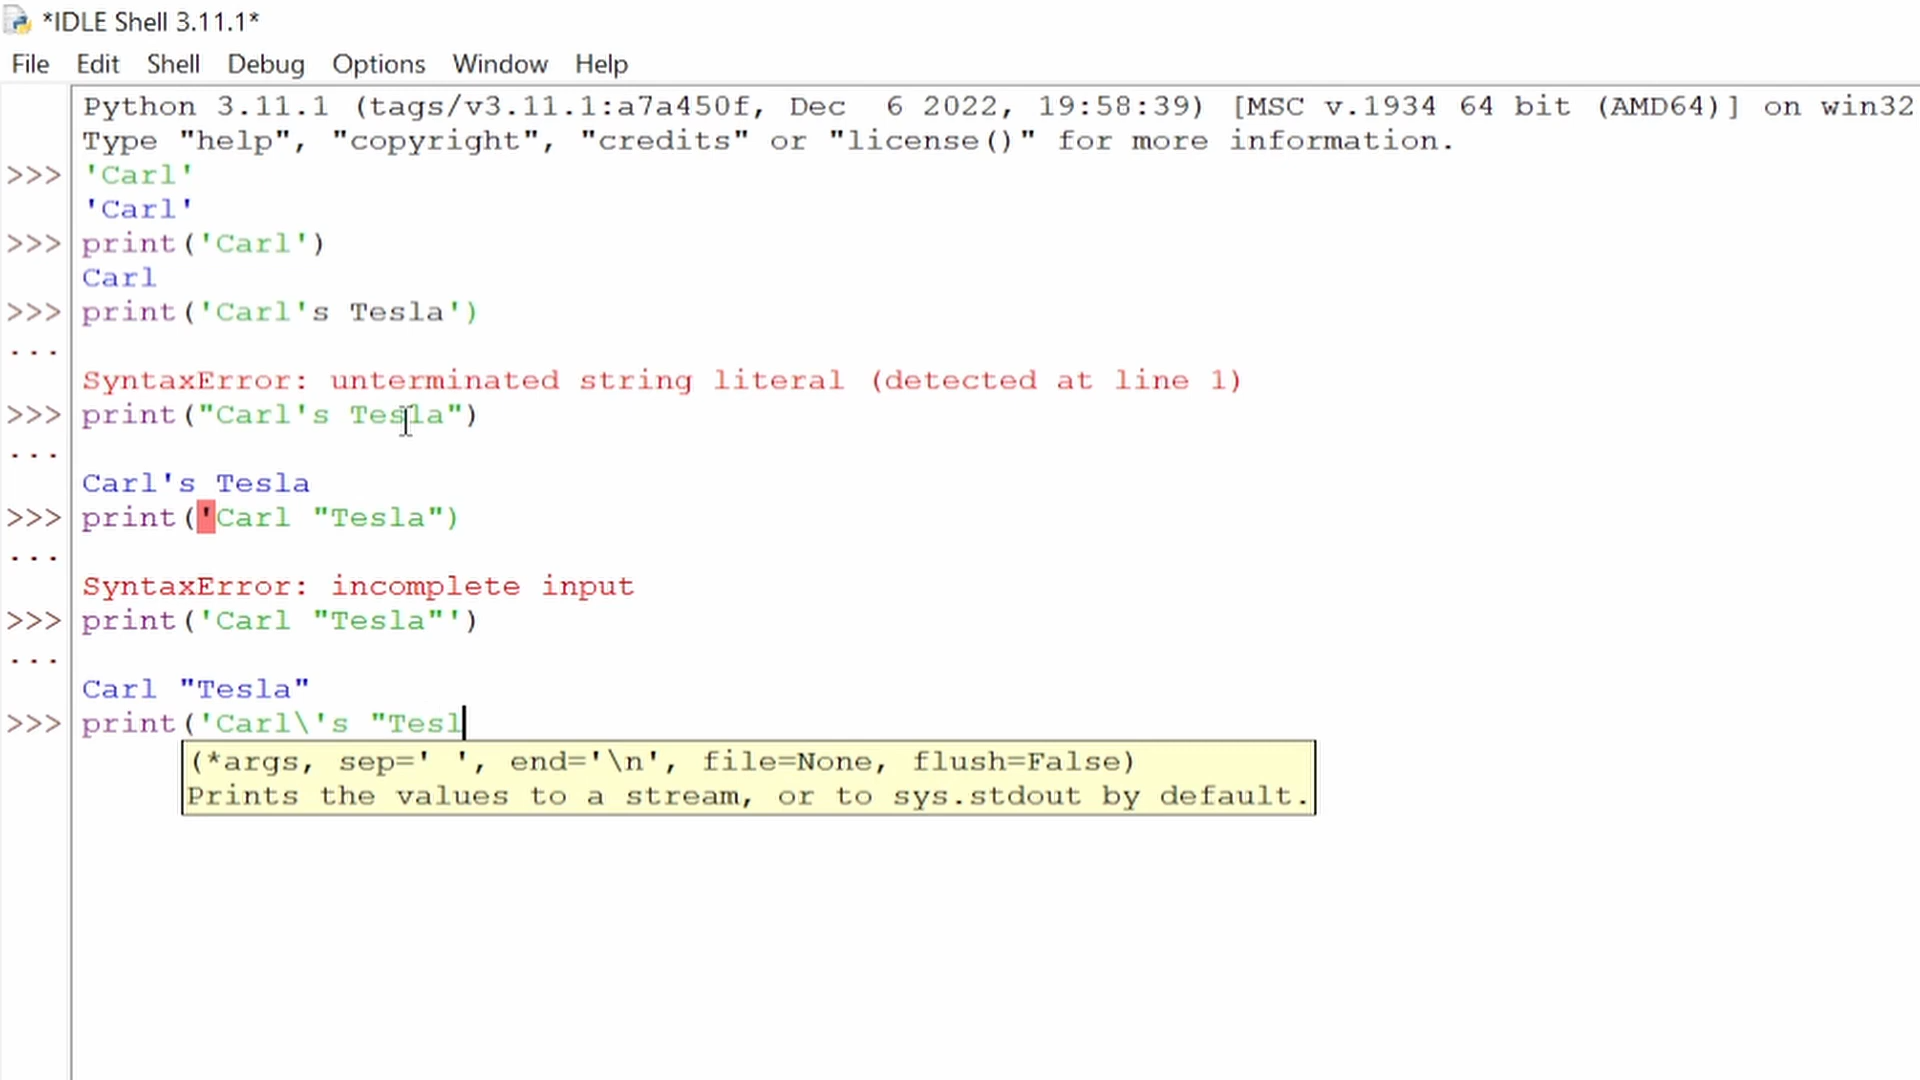 *IDLE Shell 3.11.1*
File Edit Shell Debug Options Window Help
Python 3.11.1 (tags/v3.11.1:a7a450f, Dec  6 2022, 19:58:39) [MSC v.1934 64 bit (AMD64)] on win32
Type "help", "copyright", "credits" or "license()" for more information.
>>> 'Carl'
'Carl'
>>> print('Carl')
Carl
>>> print('Carl's Tesla')
...
SyntaxError: unterminated string literal (detected at line 1)
>>> print("Carl's Tesla")
...
Carl's Tesla
>>> print('Carl "Tesla")
...
SyntaxError: incomplete input
>>> print('Carl "Tesla"')
...
Carl "Tesla"
>>> print('Carl\'s "Tesl
(*args, sep=' ', end='\n', file=None, flush=False)
Prints the values to a stream, or to sys.stdout by default.